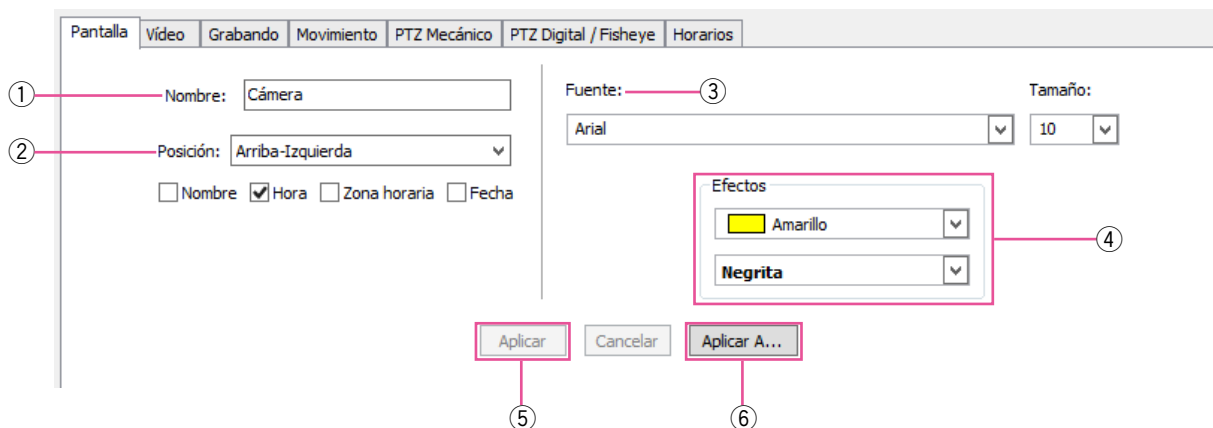 Pantalla Vídeo Grabando Movimiento PTZ Mecánico PTZ Digital / Fisheye Horarios
1 Nombre: Cámera
2 Posición: Arriba-Izquierda
Nombre Hora Zona horaria Fecha
Fuente: 3 Tamaño:
Arial 10
Efectos
Amarillo
Negrita
4
Aplicar Cancelar Aplicar A...
5 6